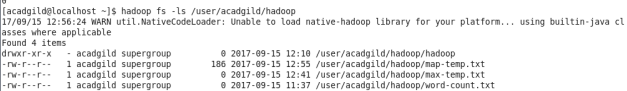 [acadgild@localhost ~]$ hadoop fs -ls /user/acadgild/hadoop
17/09/15 12:56:24 WARN util.NativeCodeLoader: Unable to load native-hadoop library for your platform... using builtin-java cl
asses where applicable
Found 4 items
drwxr-xr-x   - acadgild supergroup          0 2017-09-15 12:10 /user/acadgild/hadoop/hadoop
-rw-r--r--   1 acadgild supergroup        186 2017-09-15 12:55 /user/acadgild/hadoop/map-temp.txt
-rw-r--r--   1 acadgild supergroup          0 2017-09-15 12:41 /user/acadgild/hadoop/max-temp.txt
-rw-r--r--   1 acadgild supergroup          0 2017-09-15 11:37 /user/acadgild/hadoop/word-count.txt